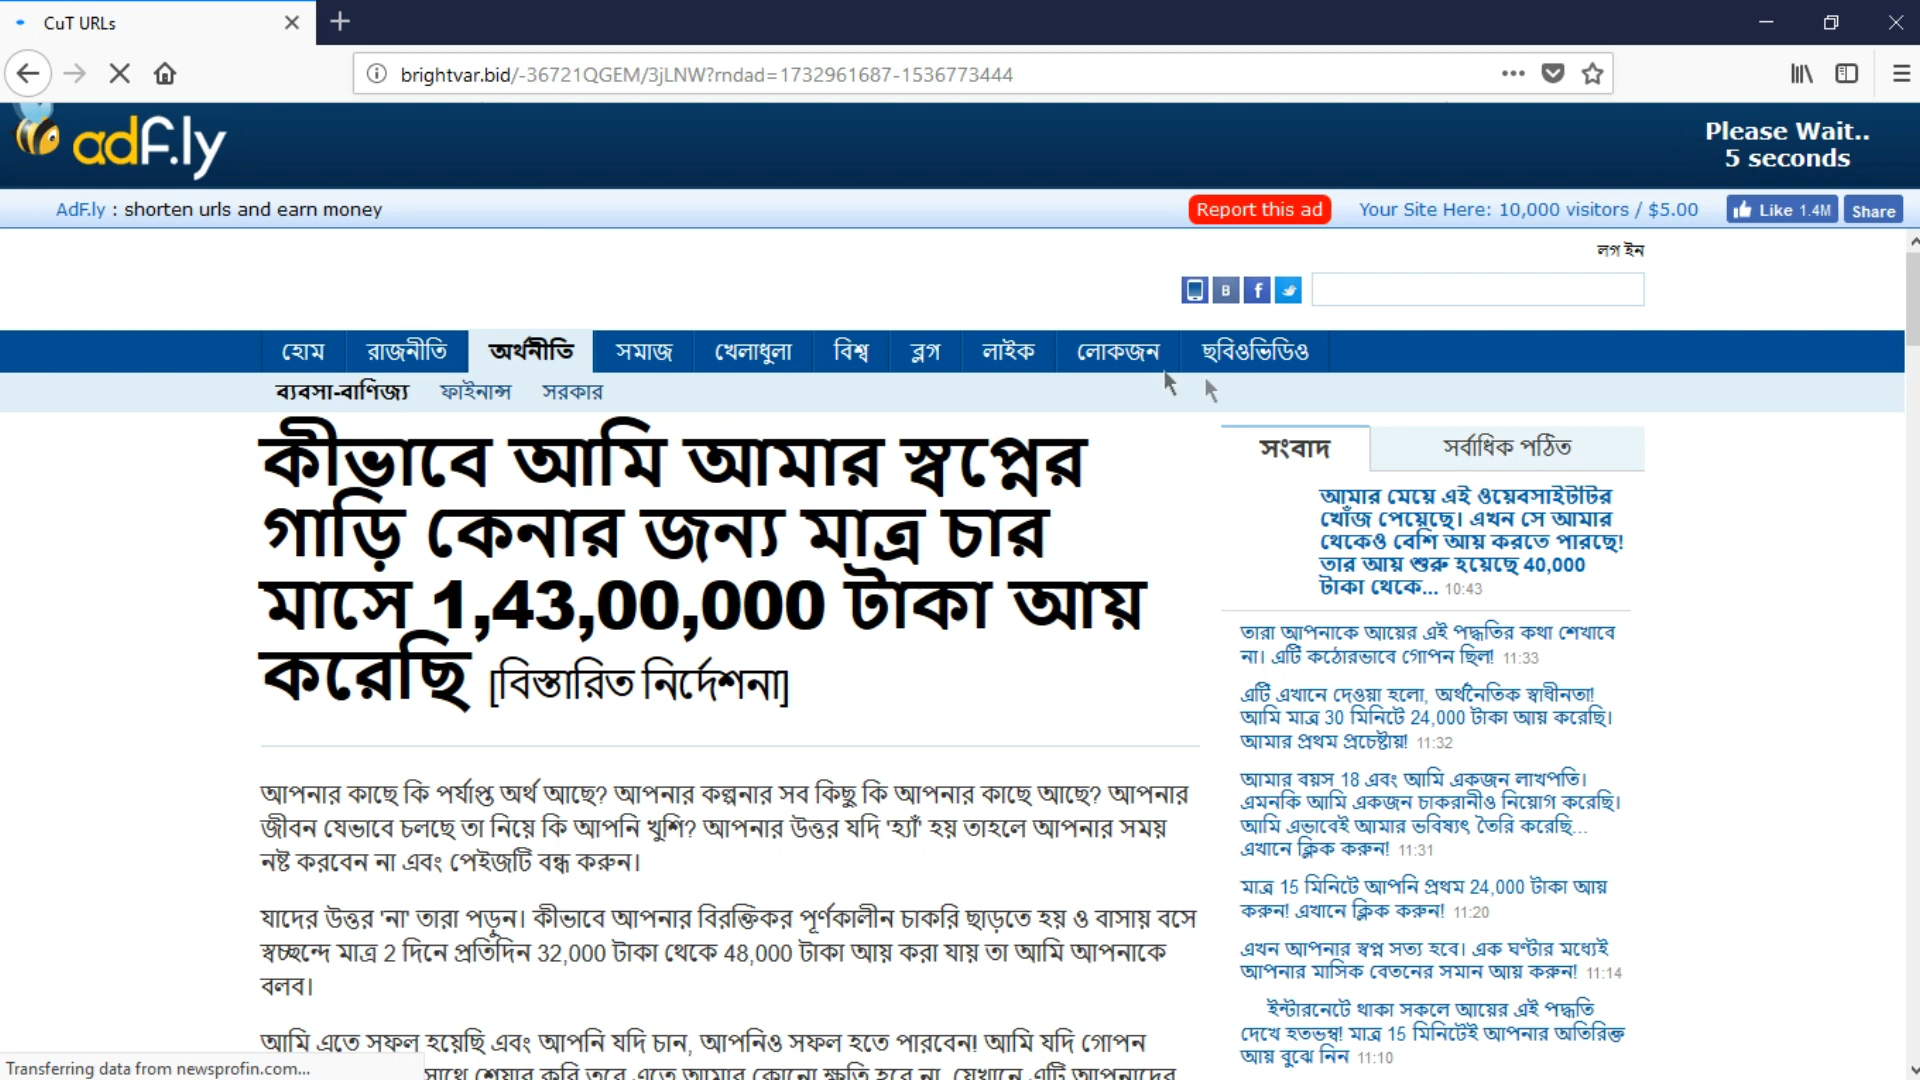 CuT URLs
brightvar.bid/-36721QGEM/3jLNW?rndad=1732961687-1536773444
adf.ly
Please Wait..
5 seconds
AdF.ly : shorten urls and earn money
Report this ad
Your Site Here: 10,000 visitors / $5.00
Like 1.4M
Share
লগ ইন
B
f
হোম রাজনীতি অর্থনীতি সমাজ খেলাধুলা বিশ্ব ব্লগ লাইক লোকজন ছবিওভিডিও
ব্যবসা-বাণিজ্য ফাইনান্স সরকার
কীভাবে আমি আমার স্বপ্নের
গাড়ি কেনার জন্য মাত্র চার
মাসে 1,43,00,000 টাকা আয়
করেছি [বিস্তারিত নির্দেশনা]
আপনার কাছে কি পর্যাপ্ত অর্থ আছে? আপনার কল্পনার সব কিছু কি আপনার কাছে আছে? আপনার
জীবন যেভাবে চলছে তা নিয়ে কি আপনি খুশি? আপনার উত্তর যদি 'হ্যাঁ' হয় তাহলে আপনার সময়
নষ্ট করবেন না এবং পেইজটি বন্ধ করুন।
যাদের উত্তর 'না' তারা পড়ুন। কীভাবে আপনার বিরক্তিকর পূর্ণকালীন চাকরি ছাড়তে হয় ও বাসায় বসে
স্বচ্ছন্দে মাত্র 2 দিনে প্রতিদিন 32,000 টাকা থেকে 48,000 টাকা আয় করা যায় তা আমি আপনাকে
বলব।
আমি এতে সফল হয়েছি এবং আপনি যদি চান, আপনিও সফল হতে পারবেন! আমি যদি গোপন
সাথে শেয়ার করি তবে এতে আমার কোনো ক্ষতি হবে না, যেখানে এটি আপনাদের
সংবাদ
সর্বাধিক পঠিত
আমার মেয়ে এই ওয়েবসাইটটির
খোঁজ পেয়েছে। এখন সে আমার
থেকেও বেশি আয় করতে পারছে!
তার আয় শুরু হয়েছে 40,000
টাকা থেকে... 10:43
তারা আপনাকে আয়ের এই পদ্ধতির কথা শেখাবে
না। এটি কঠোরভাবে গোপন ছিল! 11:33
এটি এখানে দেওয়া হলো, অর্থনৈতিক স্বাধীনতা!
আমি মাত্র 30 মিনিটে 24,000 টাকা আয় করেছি।
আমার প্রথম প্রচেষ্টায়! 11:32
আমার বয়স 18 এবং আমি একজন লাখপতি।
এমনকি আমি একজন চাকরানীও নিয়োগ করেছি।
আমি এভাবেই আমার ভবিষ্যৎ তৈরি করেছি...
এখানে ক্লিক করুন! 11:31
মাত্র 15 মিনিটে আপনি প্রথম 24,000 টাকা আয়
করুন! এখানে ক্লিক করুন! 11:20
এখন আপনার স্বপ্ন সত্য হবে। এক ঘণ্টার মধ্যেই
আপনার মাসিক বেতনের সমান আয় করুন! 11:14
ইন্টারনেটে থাকা সকলে আয়ের এই পদ্ধতি
দেখে হতভম্ব! মাত্র 15 মিনিটেই আপনার অতিরিক্ত
আয় বুঝে নিন 11:10
Transferring data from newsprofin.com...